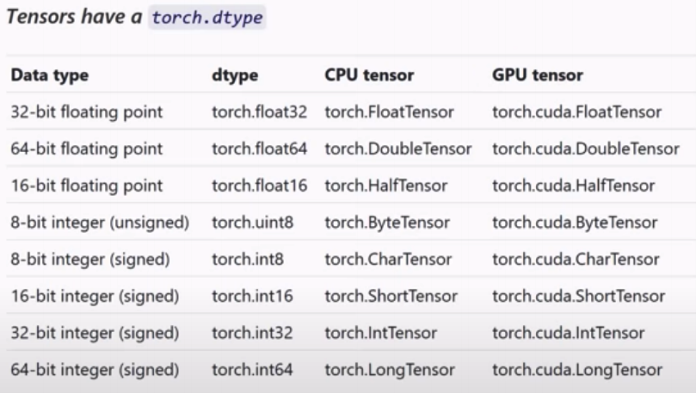 Tensors have a torch.dtype
Data type dtype CPU tensor GPU tensor
32-bit floating point torch.float32 torch.FloatTensor torch.cuda.FloatTensor
64-bit floating point torch.float64 torch.DoubleTensor torch.cuda.DoubleTensor
16-bit floating point torch.float16 torch.HalfTensor torch.cuda.HalfTensor
8-bit integer (unsigned) torch.uint8 torch.ByteTensor torch.cuda.ByteTensor
8-bit integer (signed) torch.int8 torch.CharTensor torch.cuda.CharTensor
16-bit integer (signed) torch.int16 torch.ShortTensor torch.cuda.ShortTensor
32-bit integer (signed) torch.int32 torch.IntTensor torch.cuda.IntTensor
64-bit integer (signed) torch.int64 torch.LongTensor torch.cuda.LongTensor